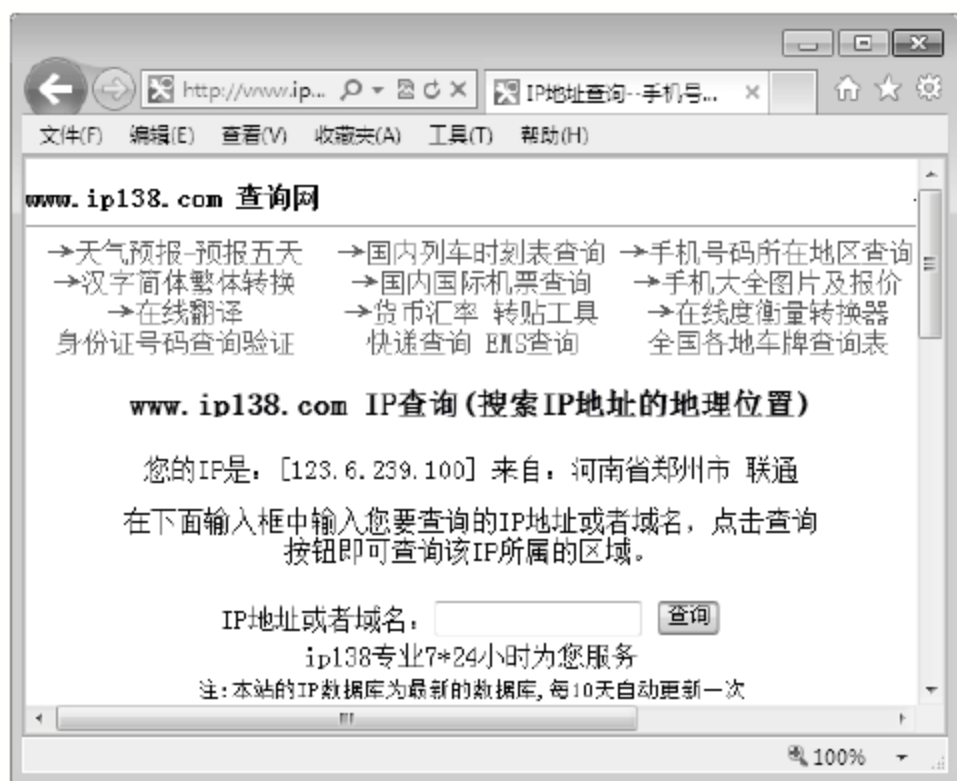 http://www.ip... IP地址查询--手机号...
文件(F) 编辑(E) 查看(V) 收藏夹(A) 工具(T) 帮助(H)
www.ip138.com 查询网
→天气预报-预报五天 →国内列车时刻表查询 →手机号码所在地区查询
→汉字简体繁体转换 →国内国际机票查询 →手机大全图片及报价
→在线翻译 →货币汇率 转贴工具 →在线度衡量转换器
身份证号码查询验证 快递查询 EMS查询 全国各地车牌查询表
www.ip138.com IP查询(搜索IP地址的地理位置)
您的IP是：[123.6.239.100] 来自：河南省郑州市 联通
在下面输入框中输入您要查询的IP地址或者域名，点击查询
按钮即可查询该IP所属的区域。
IP地址或者域名： 查询
ip138专业7*24小时为您服务
注:本站的IP数据库为最新的数据库,每10天自动更新一次
100%